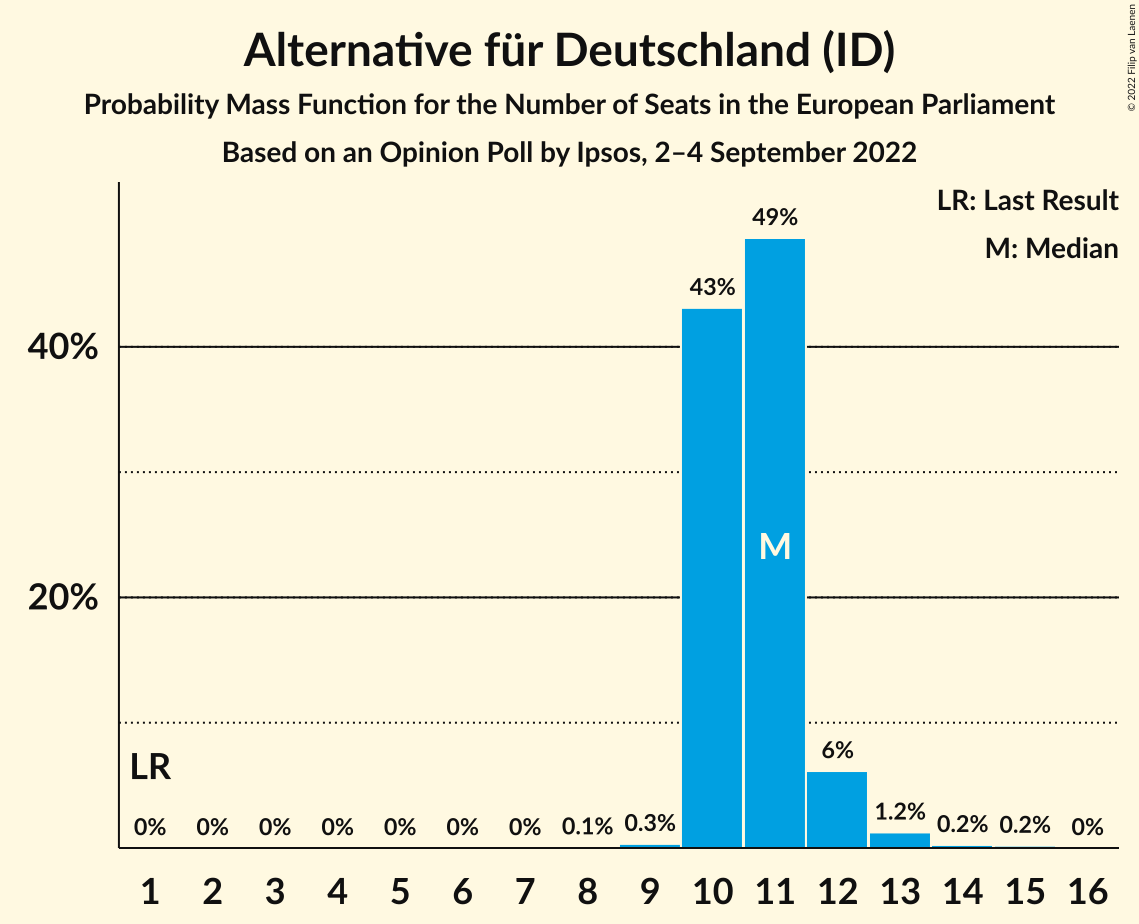 Alternative für Deutschland (ID)
Probability Mass Function for the Number of Seats in the European Parliament
Based on an Opinion Poll by Ipsos, 2–4 September 2022
© 2022 Filip van Laenen
LR: Last Result
M: Median
49%
43%
40%
M
20%
6%
LR
0% 0% 0% 0% 0% 0% 0% 0.1% 0.3% 1.2% 0.2% 0.2% 0%
1 2 3 4 5 6 7 8 9 10 11 12 13 14 15 16